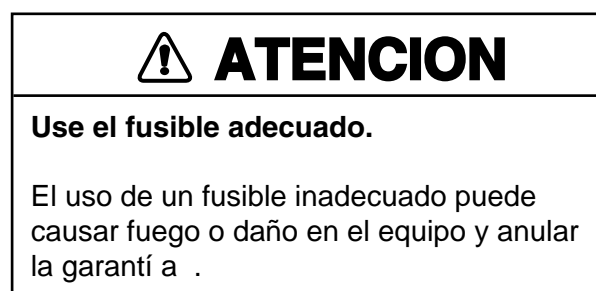 ⚠ ATENCION
Use el fusible adecuado.
El uso de un fusible inadecuado puede
causar fuego o daño en el equipo y anular
la garantí a .